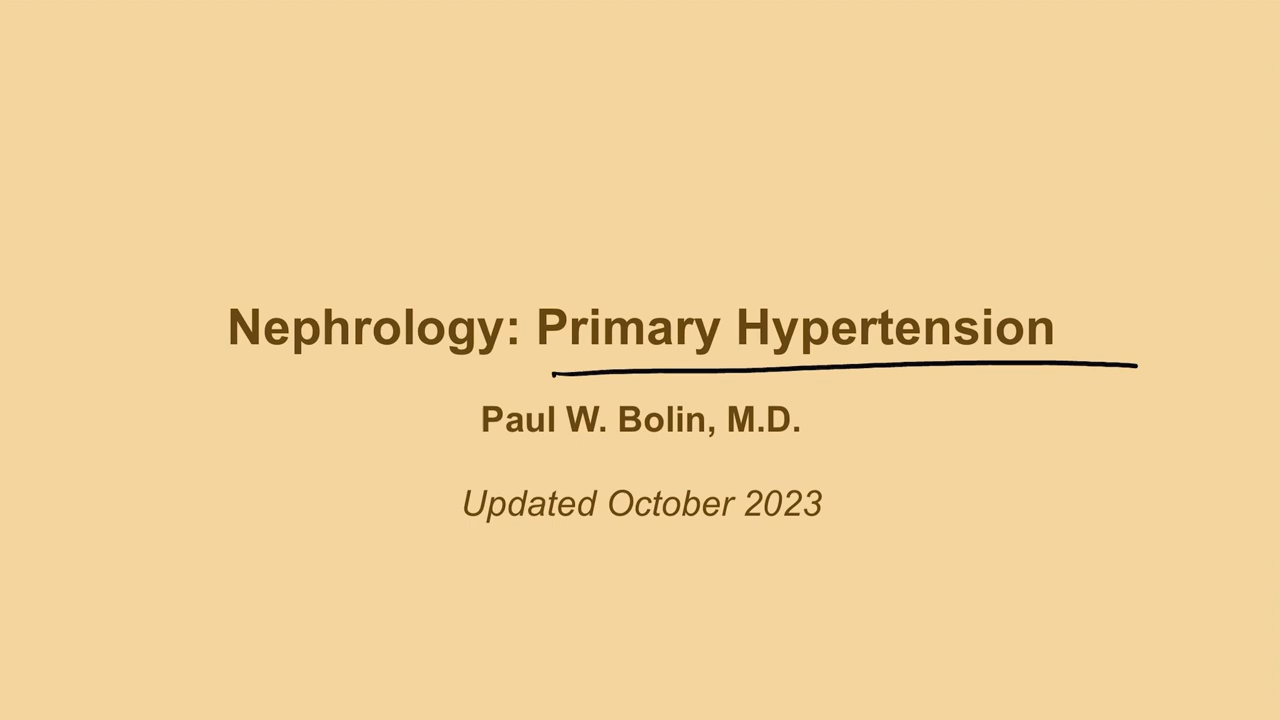 Nephrology: Primary Hypertension
Paul W. Bolin, M.D.
Updated October 2023